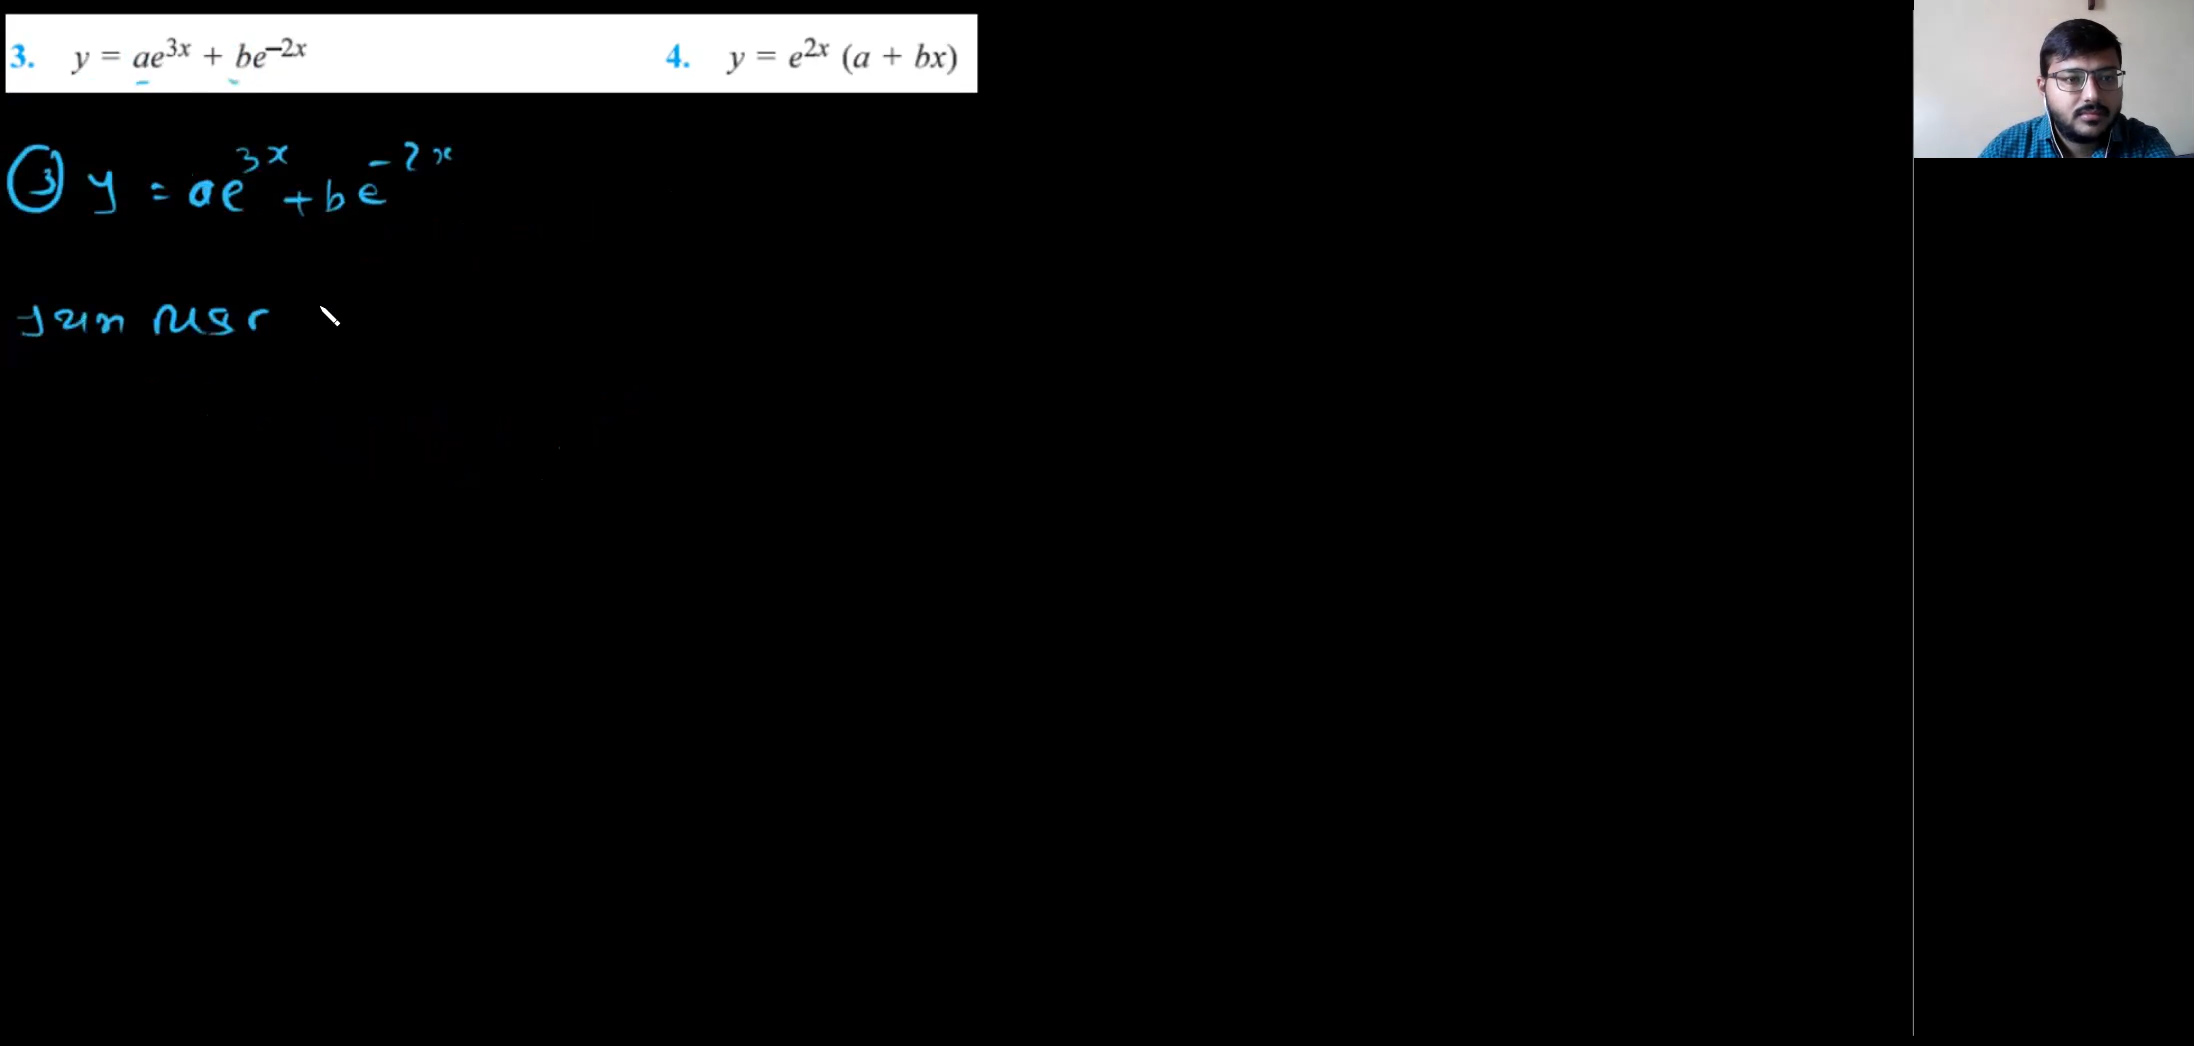 3. y = ae^{3x} + be^{-2x} 4. y = e^{2x} (a + bx)
③ y = ae^{3x} + be^{-2x}